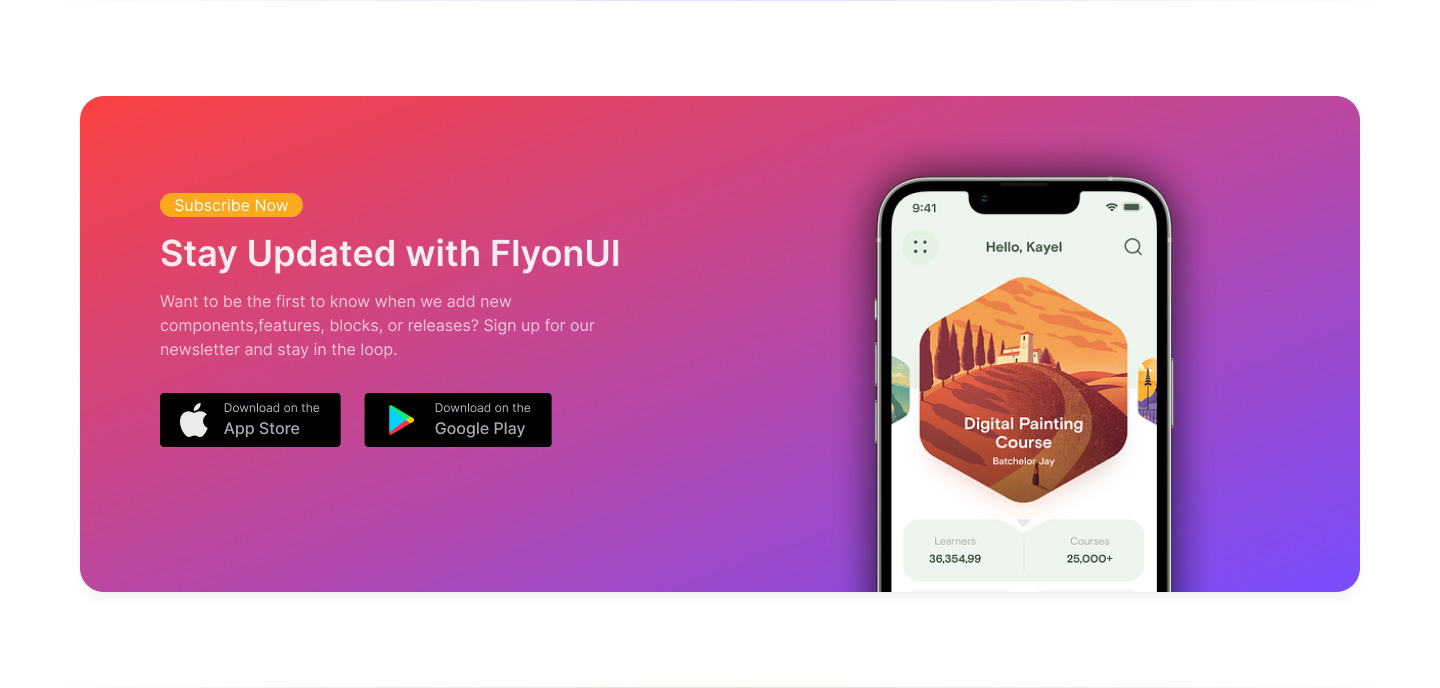 Subscribe Now
Stay Updated with FlyonUI
Want to be the first to know when we add new
components,features, blocks, or releases? Sign up for our
newsletter and stay in the loop.
Download on the
App Store
Download on the
Google Play
9:41
Hello, Kayel
Digital Painting
Course
Batchelor Jay
Learners
36,354,99
Courses
25,000+